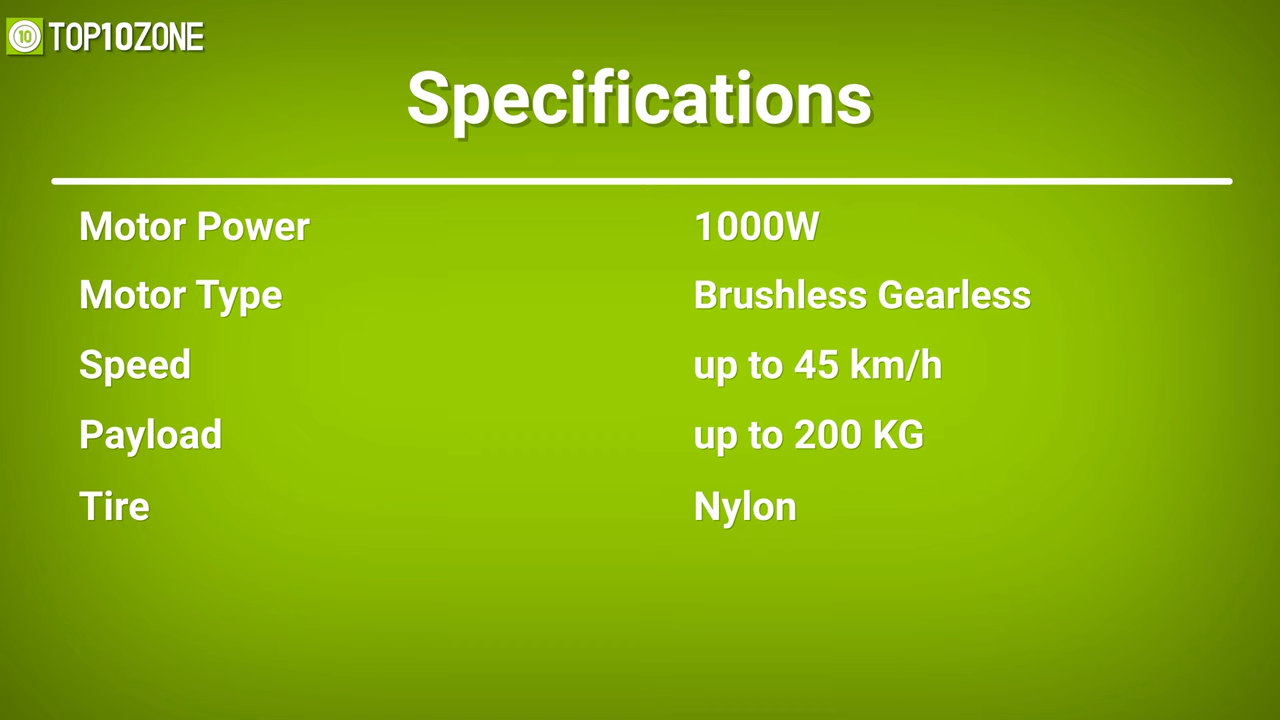 10 TOP10ZONE
Specifications
Motor Power 1000W
Motor Type Brushless Gearless
Speed up to 45 km/h
Payload up to 200 KG
Tire Nylon